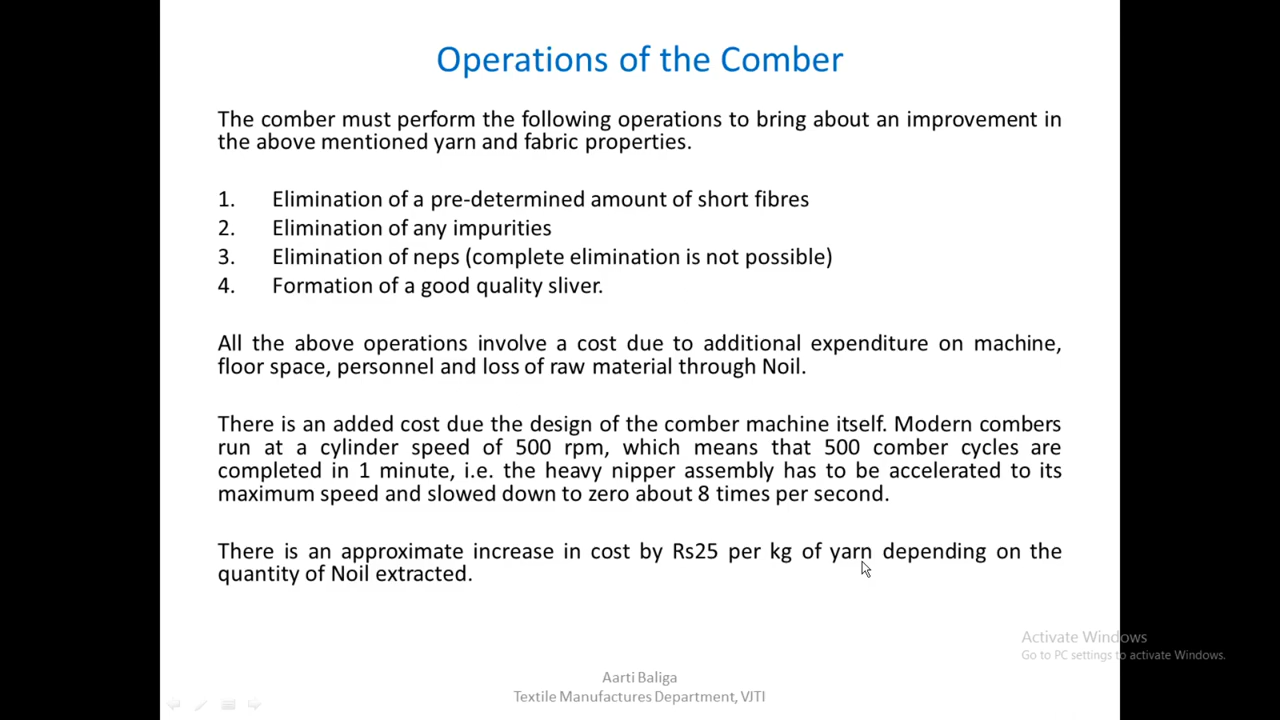 Operations of the Comber
The comber must perform the following operations to bring about an improvement in
the above mentioned yarn and fabric properties.
1. Elimination of a pre-determined amount of short fibres
2. Elimination of any impurities
3. Elimination of neps (complete elimination is not possible)
4. Formation of a good quality sliver.
All the above operations involve a cost due to additional expenditure on machine,
floor space, personnel and loss of raw material through Noil.
There is an added cost due the design of the comber machine itself. Modern combers
run at a cylinder speed of 500 rpm, which means that 500 comber cycles are
completed in 1 minute, i.e. the heavy nipper assembly has to be accelerated to its
maximum speed and slowed down to zero about 8 times per second.
There is an approximate increase in cost by Rs25 per kg of yarn depending on the
quantity of Noil extracted.
Activate Windows
Go to PC settings to activate Windows.
Aarti Baliga
Textile Manufactures Department, VJTI